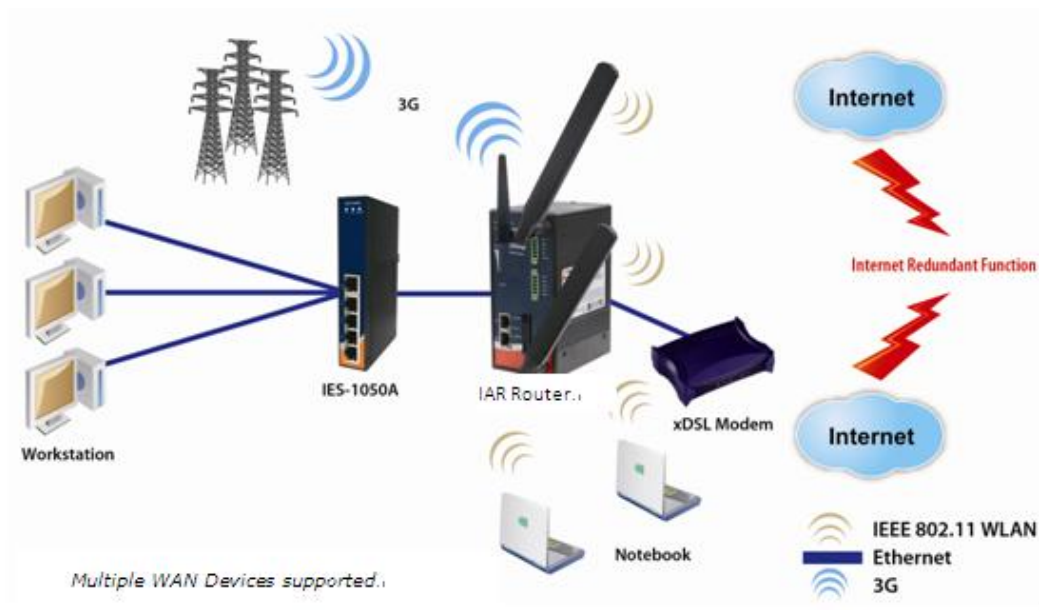 3G
Internet
Internet Redundant Function
IES-1050A
IAR Router.
xDSL Modem
Internet
Workstation
Notebook
IEEE 802.11 WLAN
Ethernet
3G
Multiple WAN Devices supported.